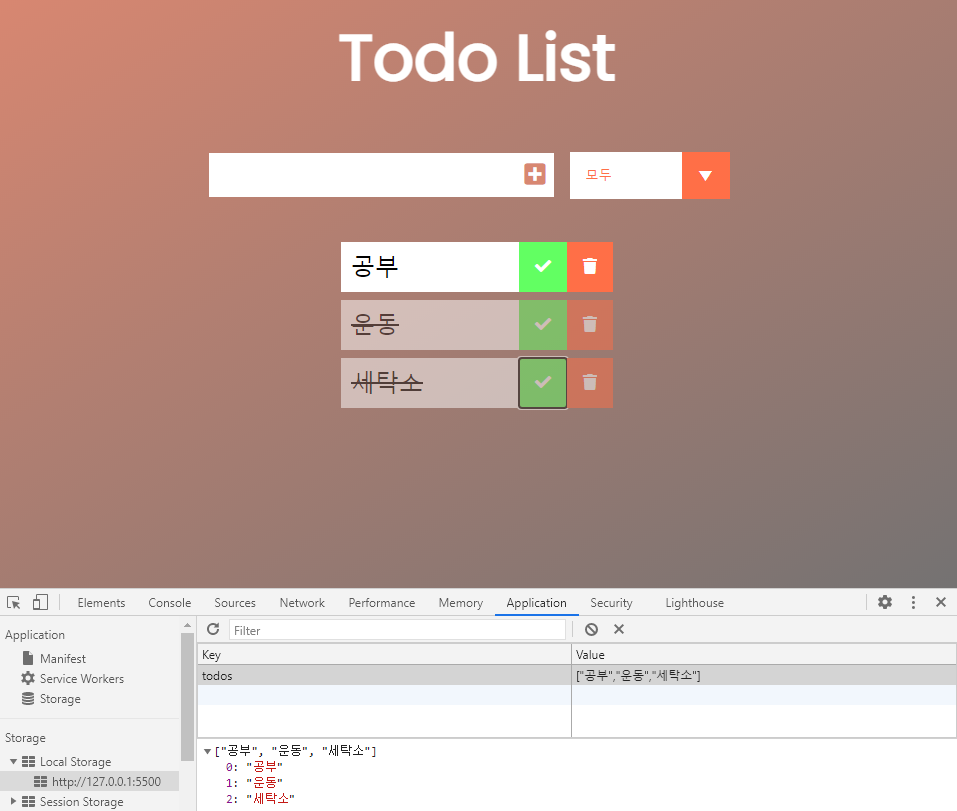 Todo List
모두
공부
운동
세탁소
Elements Console Sources Network Performance Memory Application Security Lighthouse
Application
Manifest
Service Workers
Storage
Storage
Local Storage
http://127.0.0.1:5500
Session Storage
Filter
Key Value
todos ["공부","운동","세탁소"]
["공부", "운동", "세탁소"]
0: "공부"
1: "운동"
2: "세탁소"